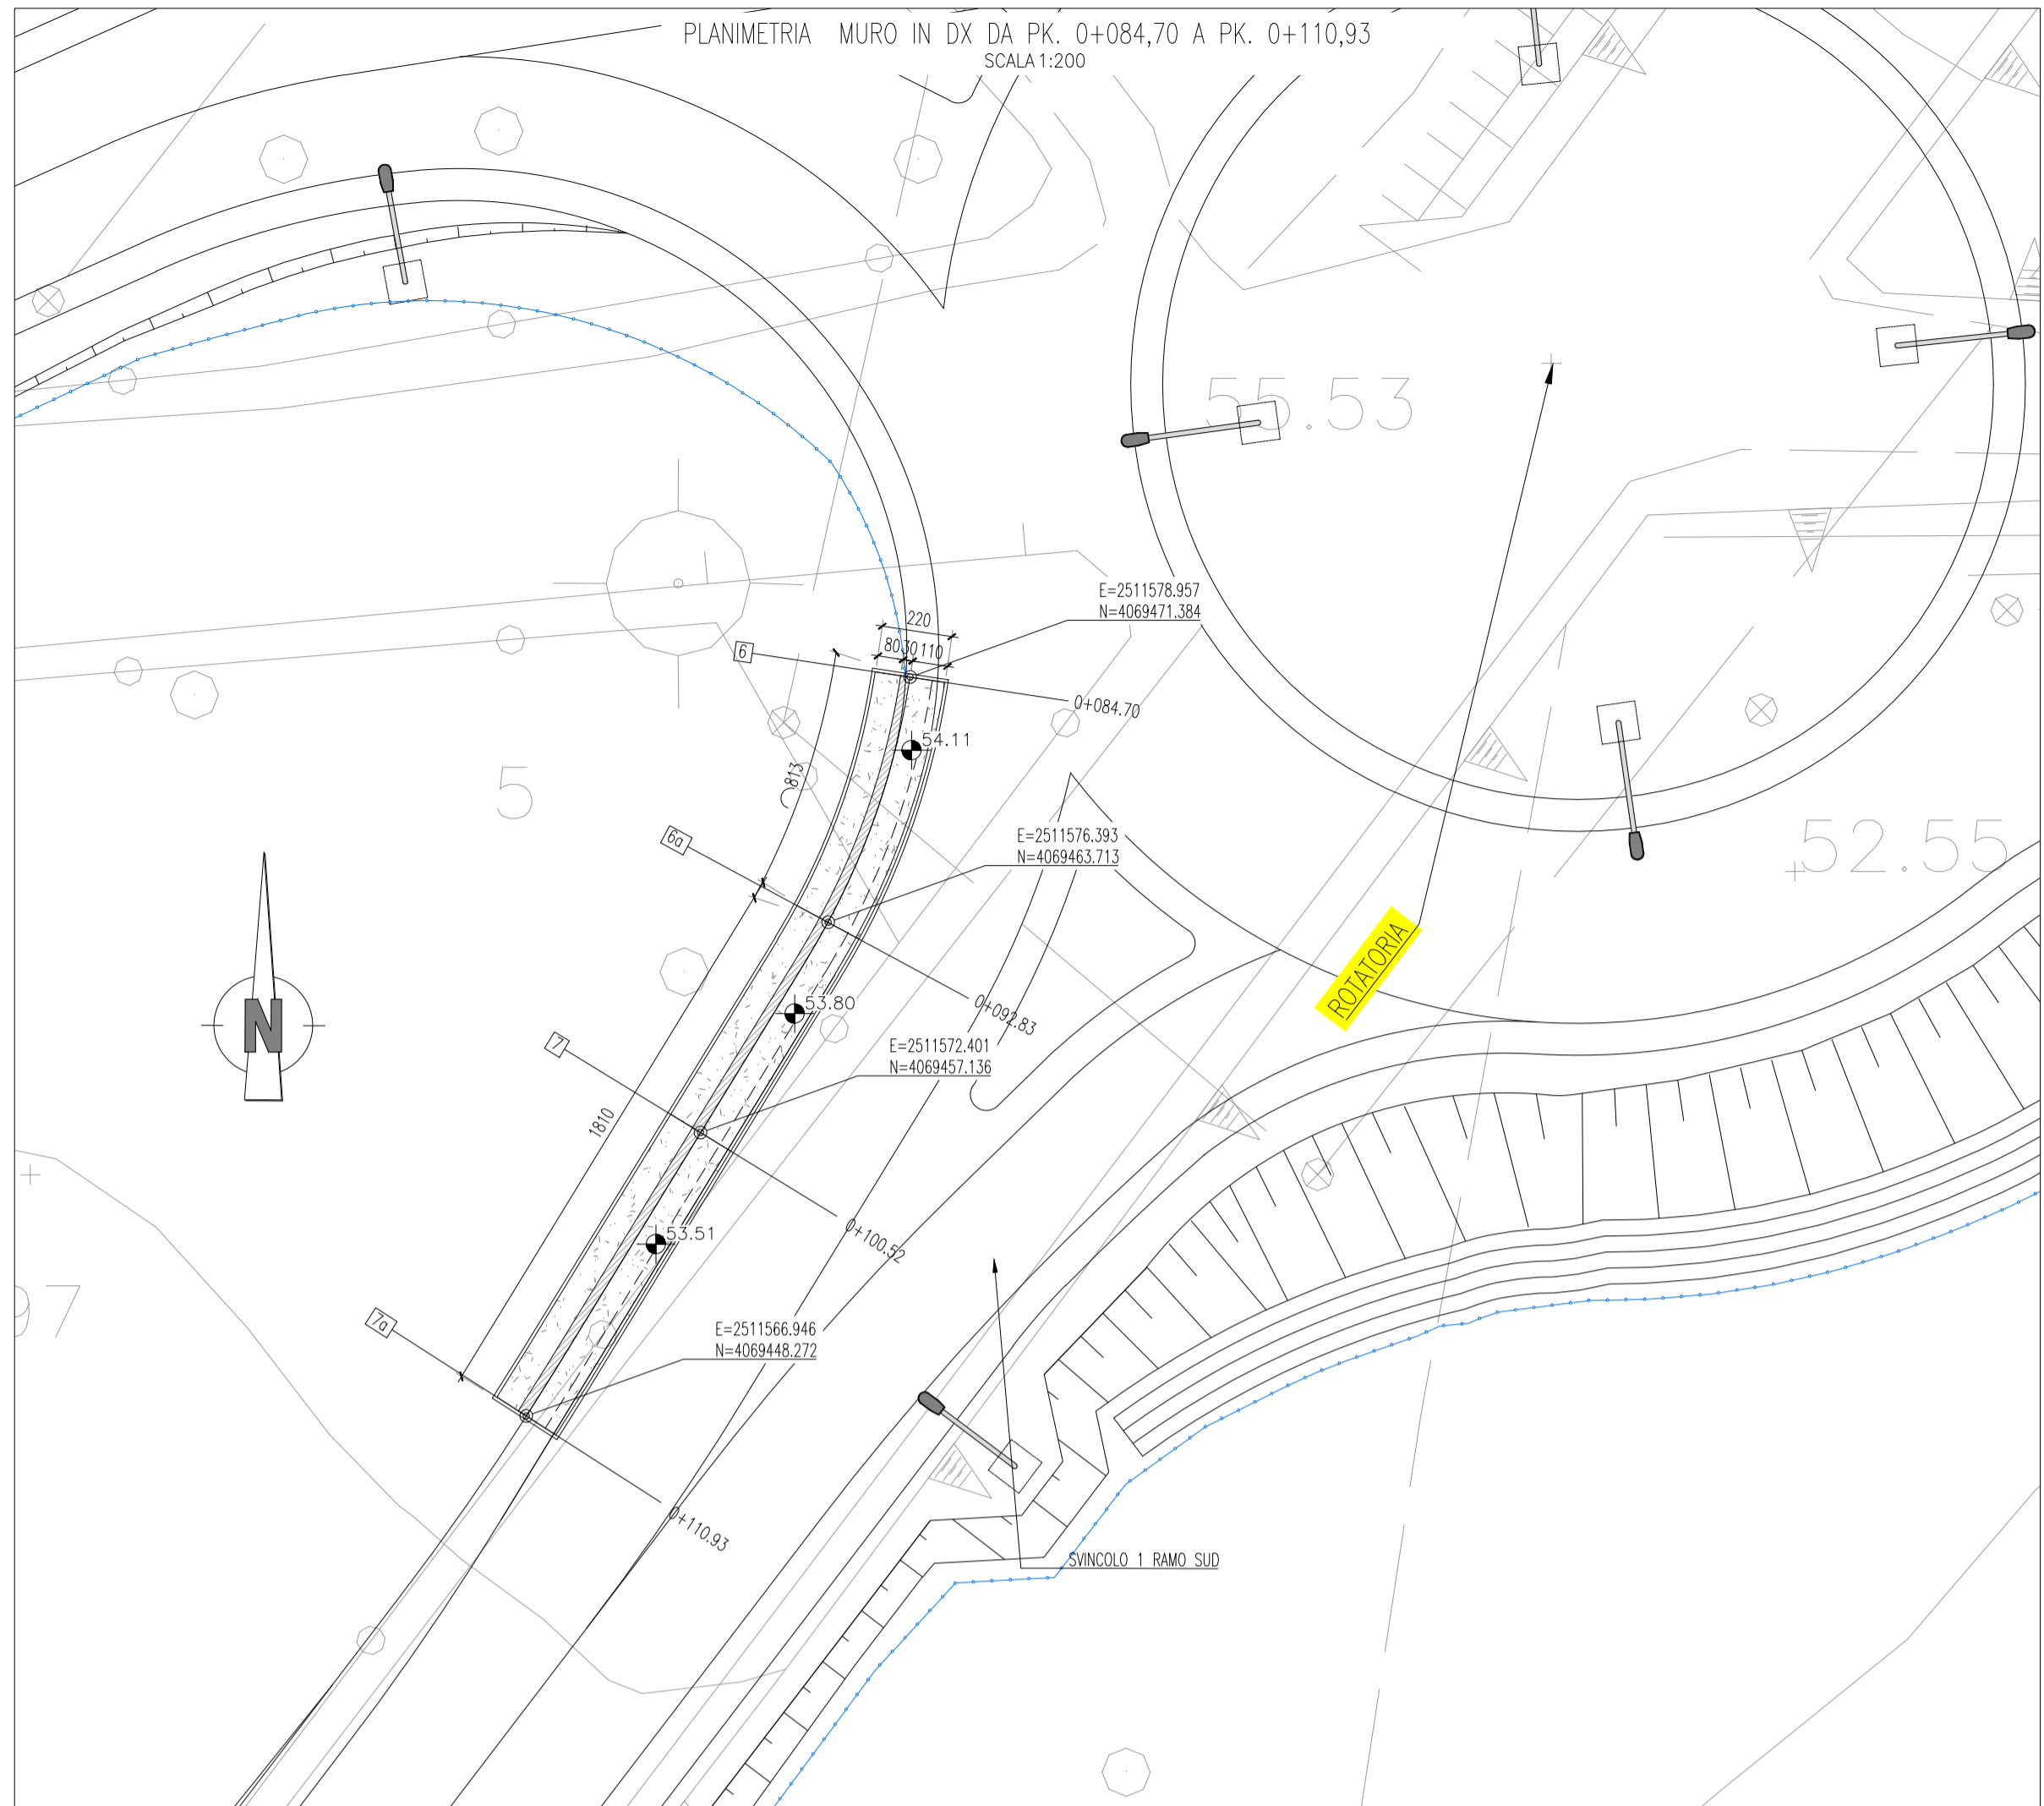 PLANIMETRIA MURO IN DX DA PK. 0+084,70 A PK. 0+110,93
SCALA 1:200
55.53
E=2511578.957
N=4069471.384
220
80 30 110
6
0+084.70
54.11
813
5
6a
E=2511576.393
N=4069463.713
52.55
ROTATORIA
N
53.80
0+092.83
7
E=2511572.401
N=4069457.136
1810
0+100.52
53.51
97
7a
E=2511566.946
N=4069448.272
0+110.93
SVINCOLO 1 RAMO SUD